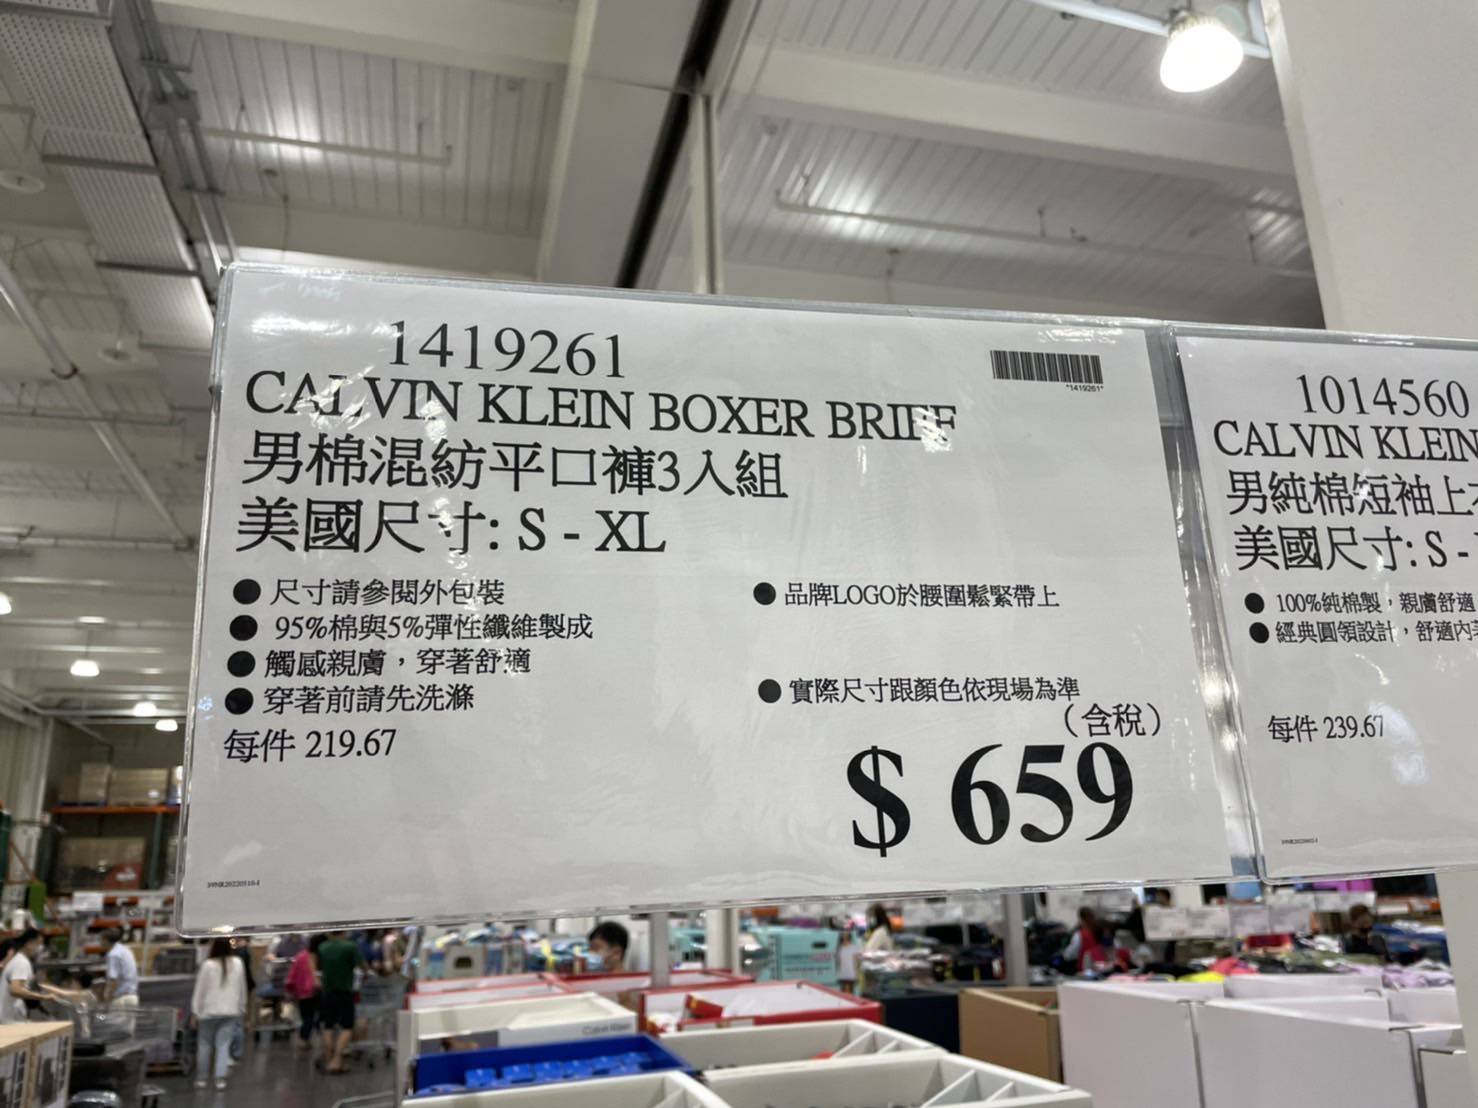 1419261
*1419261*
CALVIN KLEIN BOXER BRIEF
男棉混紡平口褲3入組
美國尺寸: S - XL
● 尺寸請參閱外包裝
● 95%棉與5%彈性纖維製成
● 觸感親膚，穿著舒適
● 穿著前請先洗滌
● 品牌LOGO於腰圍鬆緊帶上
● 實際尺寸跟顏色依現場為準
每件 219.67
（含稅）
$ 659
1014560
CALVIN KLEIN
男純棉短袖上
美國尺寸: S -
● 100%純棉製，親膚舒適
● 經典圓領設計，舒適內
每件 239.67
Calvin Klein